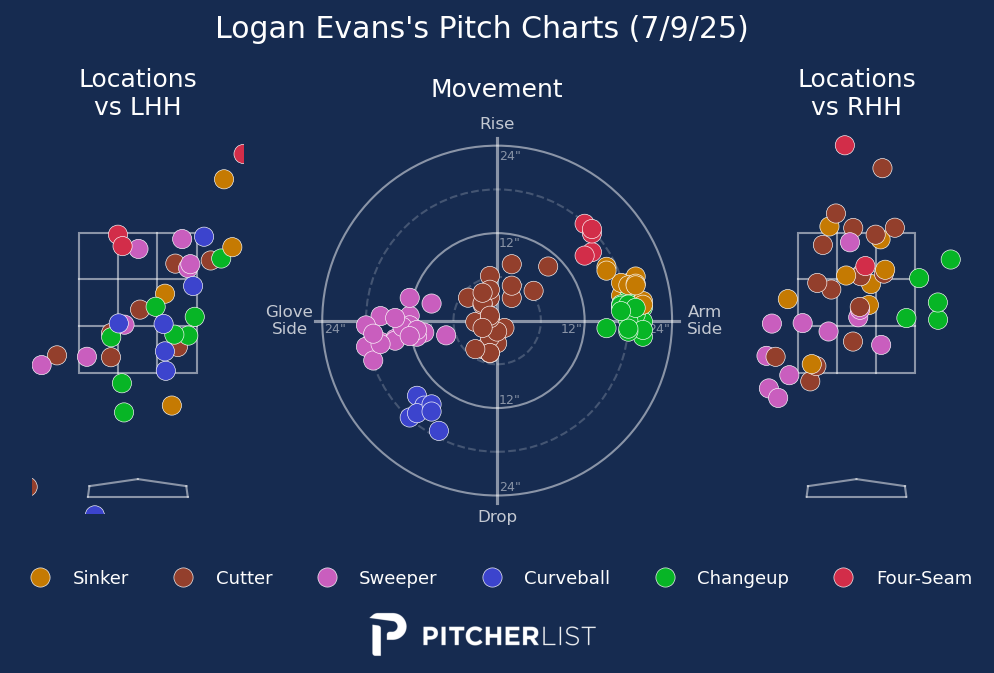 Logan Evans's Pitch Charts (7/9/25)
Locations
vs LHH
Movement
Locations
vs RHH
Rise
24"
12"
Glove
Side
24"
12"
24"
Arm
Side
12"
24"
Drop
Sinker
Cutter
Sweeper
Curveball
Changeup
Four-Seam
PITCHERLIST